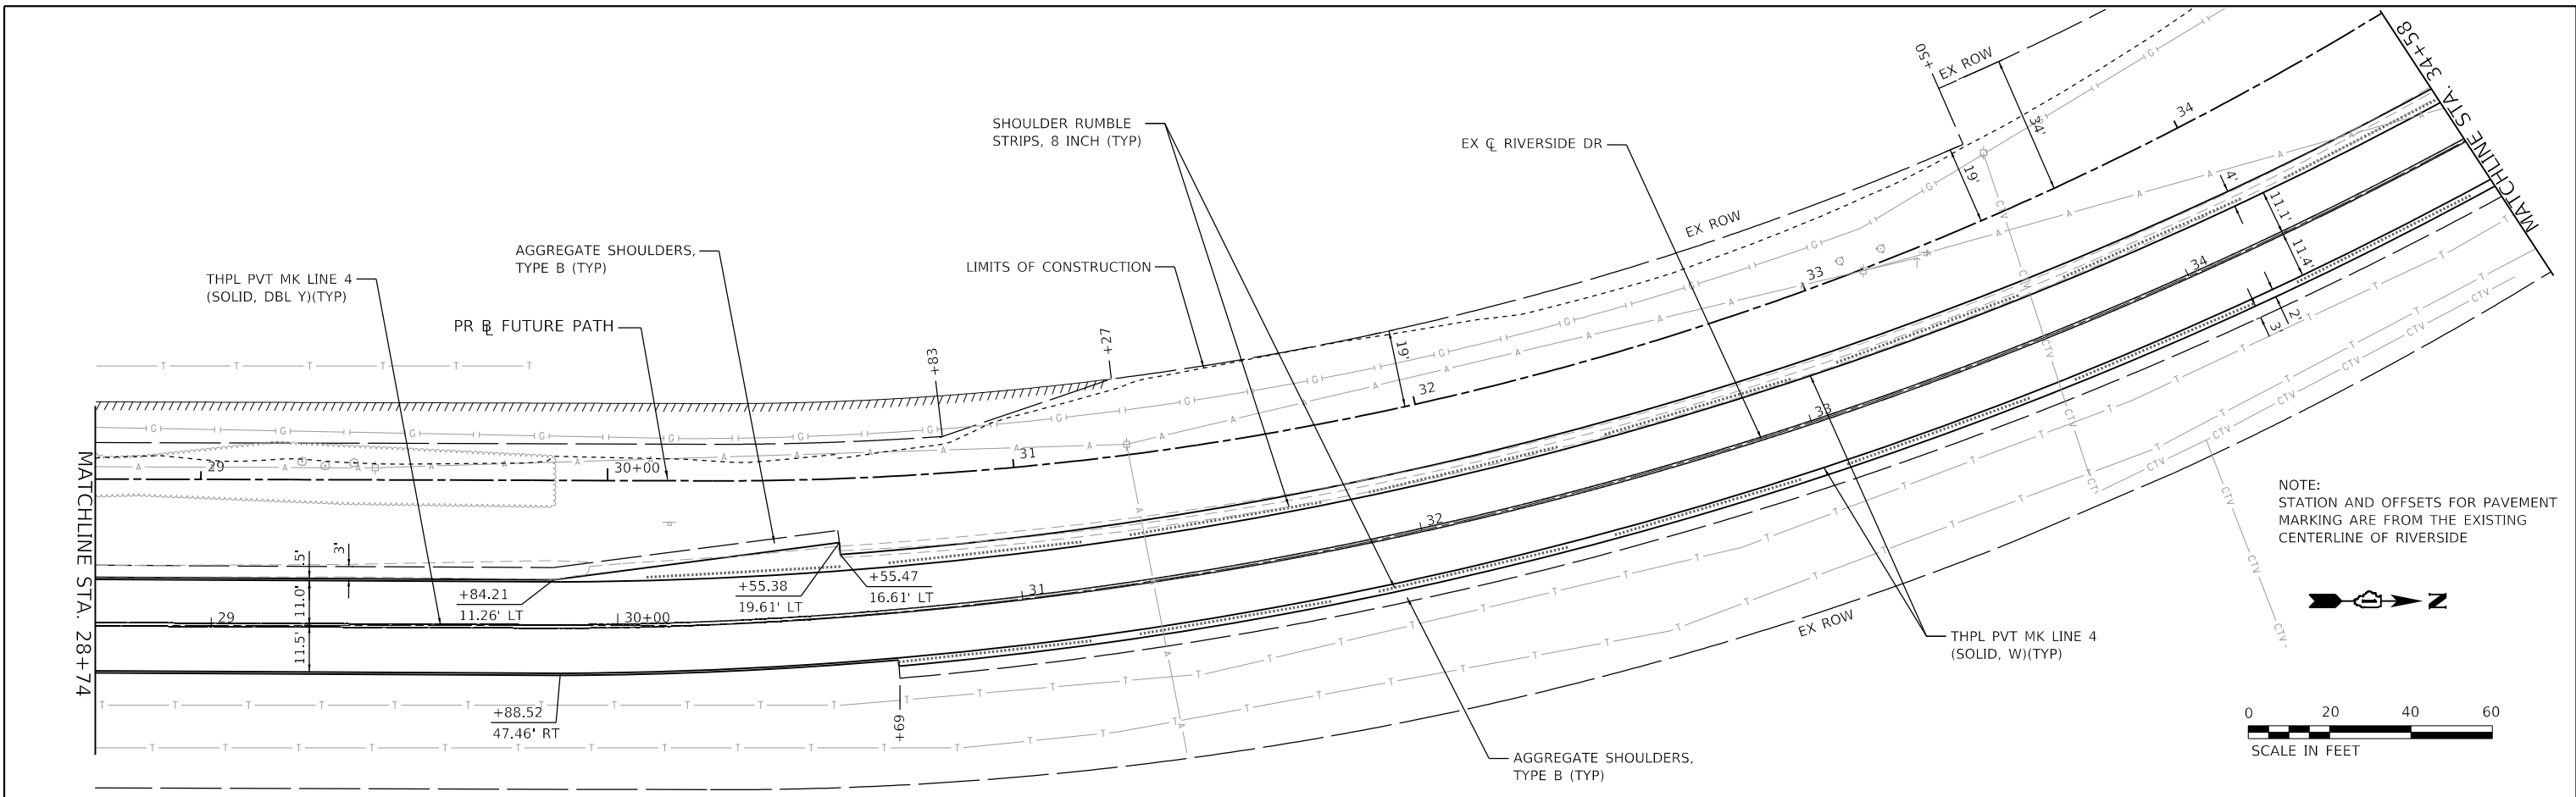 SHOULDER RUMBLE
STRIPS, 8 INCH (TYP)
EX ℄ RIVERSIDE DR
+50
EX ROW
34'
34
MATCHLINE STA. 34+58
19'
EX ROW
4'
11.1'
11.4'
34
2'
3'
33
AGGREGATE SHOULDERS,
TYPE B (TYP)
LIMITS OF CONSTRUCTION
THPL PVT MK LINE 4
(SOLID, DBL Y)(TYP)
PR BL FUTURE PATH
+83
+27
19'
32
33
MATCHLINE STA. 28+74
29
30+00
31
32
NOTE:
STATION AND OFFSETS FOR PAVEMENT
MARKING ARE FROM THE EXISTING
CENTERLINE OF RIVERSIDE
.5'
3'
11.0'
11.5'
29
30+00
31
+84.21
11.26' LT
+55.38
19.61' LT
+55.47
16.61' LT
EX ROW
THPL PVT MK LINE 4
(SOLID, W)(TYP)
N
+88.52
47.46' RT
+69
AGGREGATE SHOULDERS,
TYPE B (TYP)
0 20 40 60
SCALE IN FEET